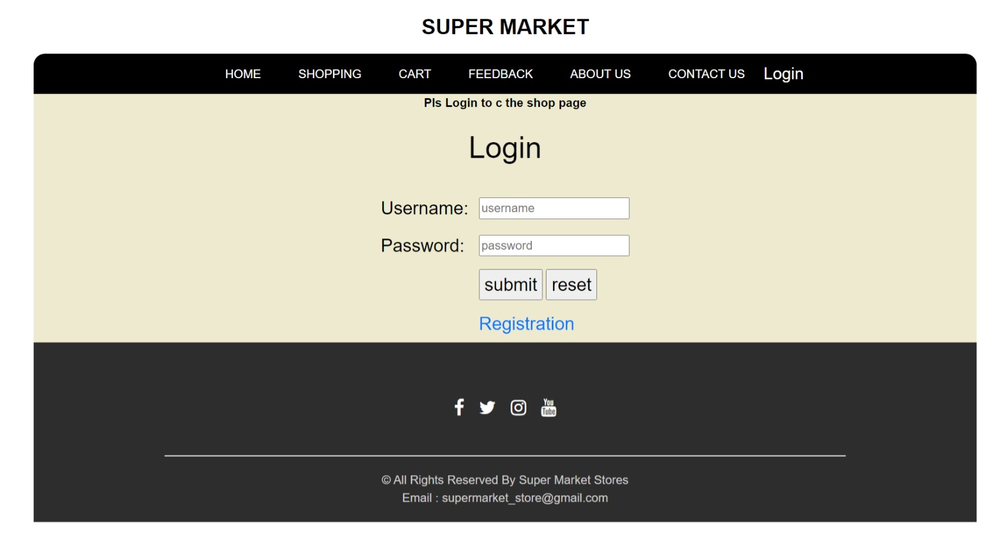 SUPER MARKET
HOME SHOPPING CART FEEDBACK ABOUT US CONTACT US Login
Pls Login to c the shop page
Login
Username: username
Password: password
submit reset
Registration
You
Tube
© All Rights Reserved By Super Market Stores
Email : supermarket_store@gmail.com